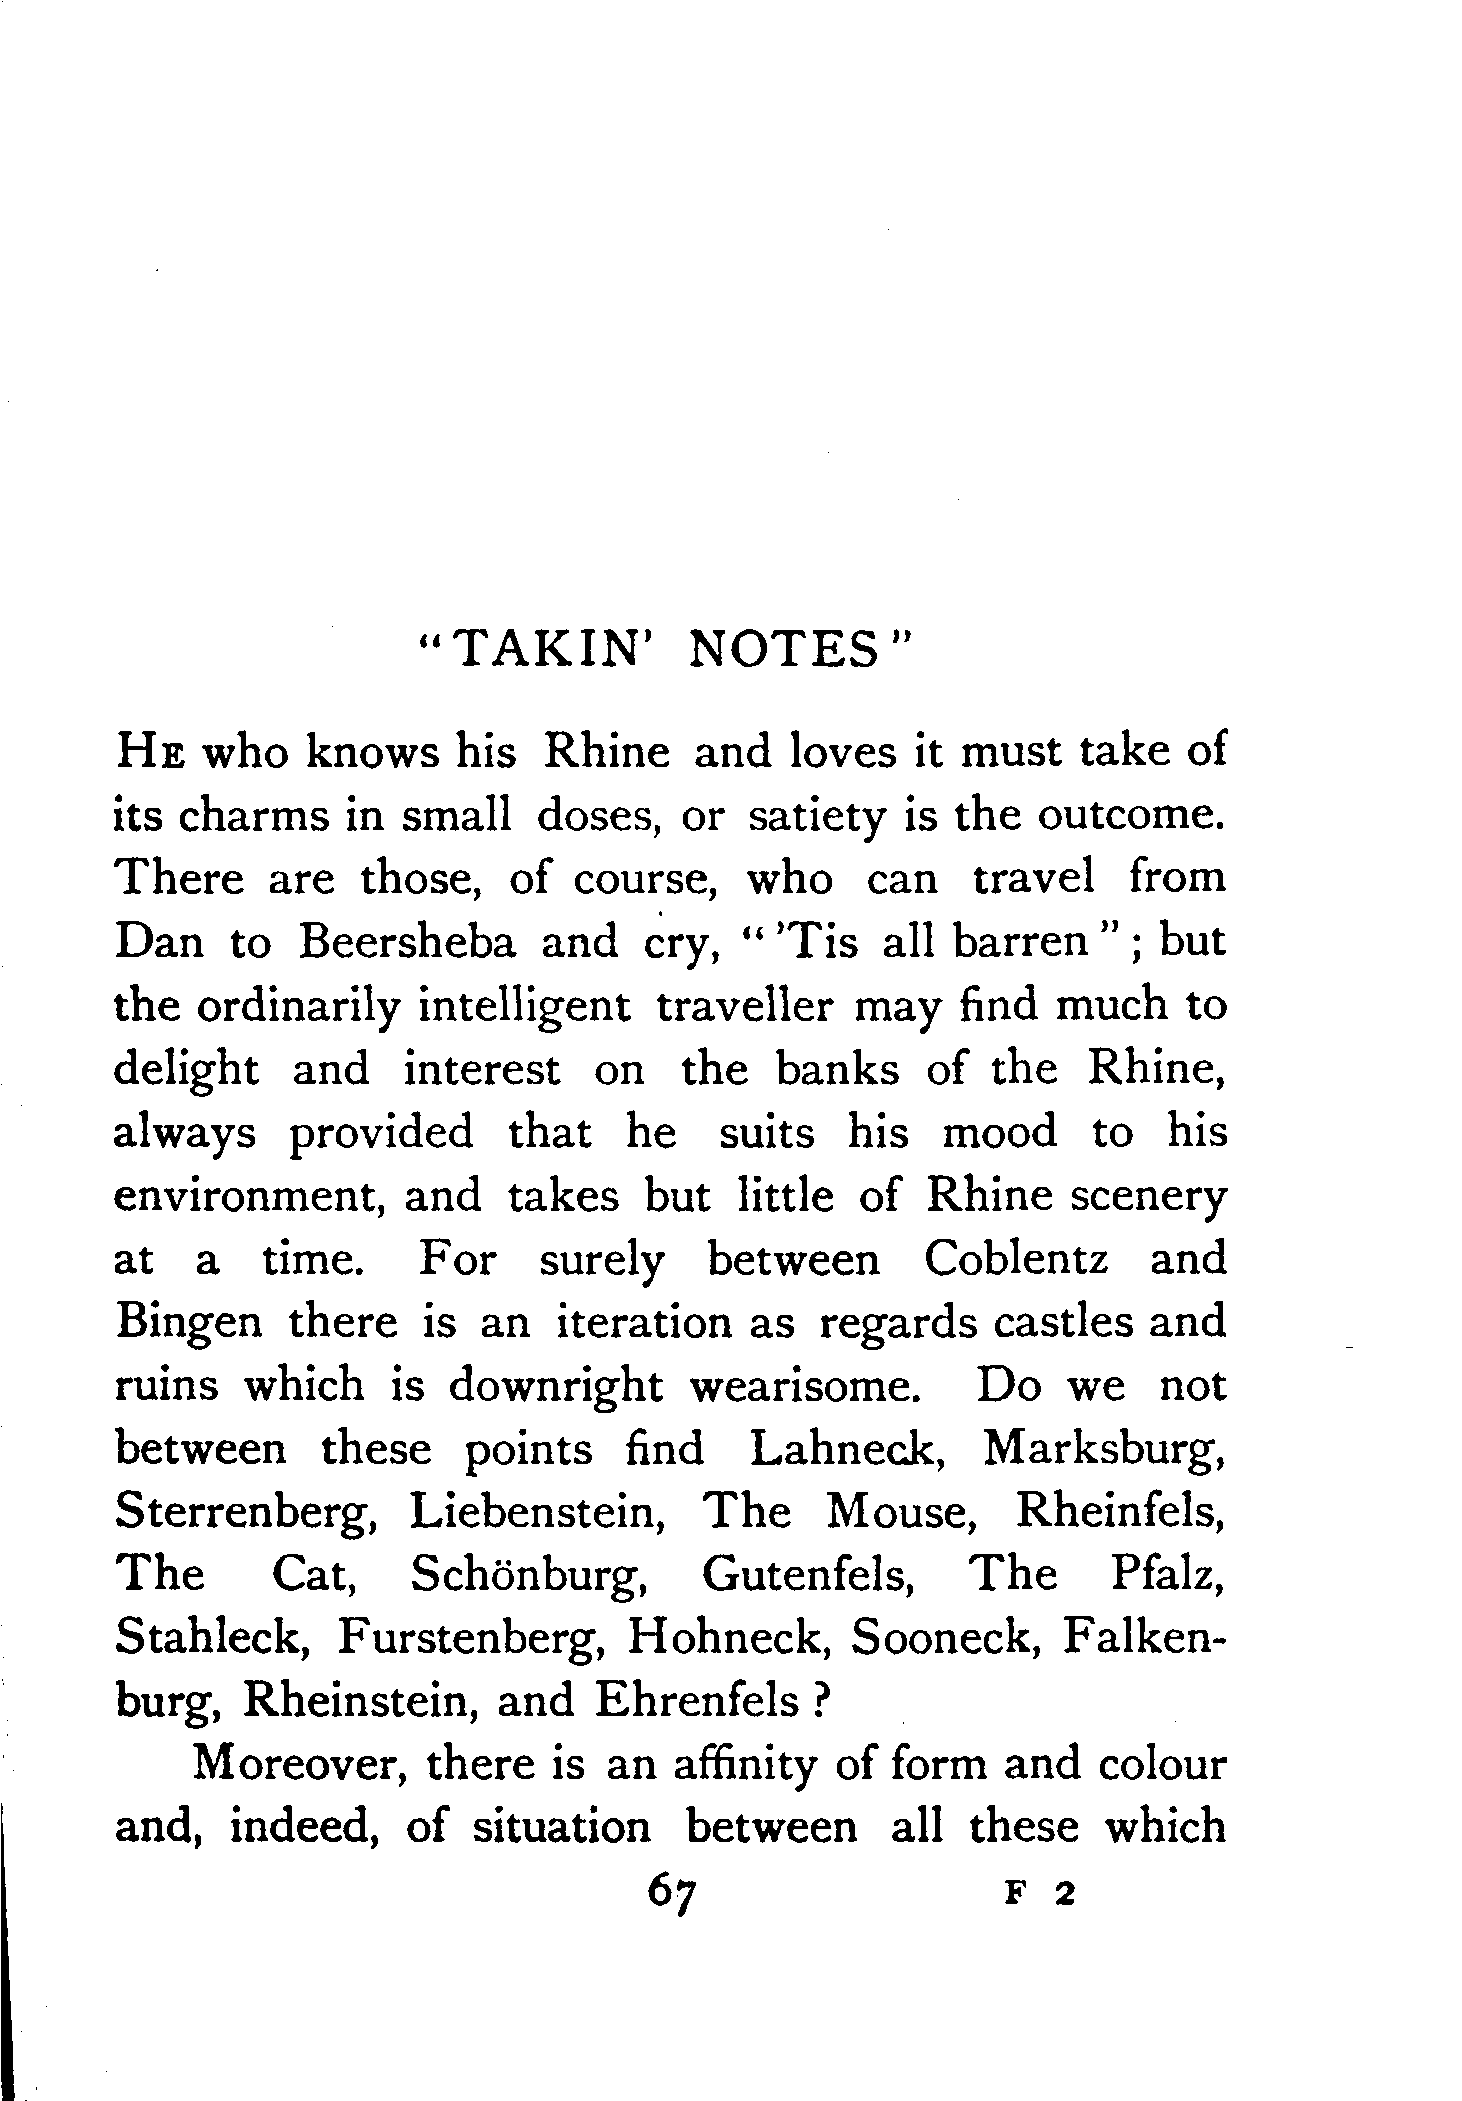 "TAKIN' NOTES"
HE who knows his Rhine and loves it must take of
its charms in small doses, or satiety is the outcome.
There are those, of course, who can travel from
Dan to Beersheba and cry, "'Tis all barren"; but
the ordinarily intelligent traveller may find much to
delight and interest on the banks of the Rhine,
always provided that he suits his mood to his
environment, and takes but little of Rhine scenery
at a time. For surely between Coblentz and
Bingen there is an iteration as regards castles and
ruins which is downright wearisome. Do we not
between these points find Lahneck, Marksburg,
Sterrenberg, Liebenstein, The Mouse, Rheinfels,
The Cat, Schönburg, Gutenfels, The Pfalz,
Stahleck, Furstenberg, Hohneck, Sooneck, Falken-
burg, Rheinstein, and Ehrenfels ?
Moreover, there is an affinity of form and colour
and, indeed, of situation between all these which
67 F 2